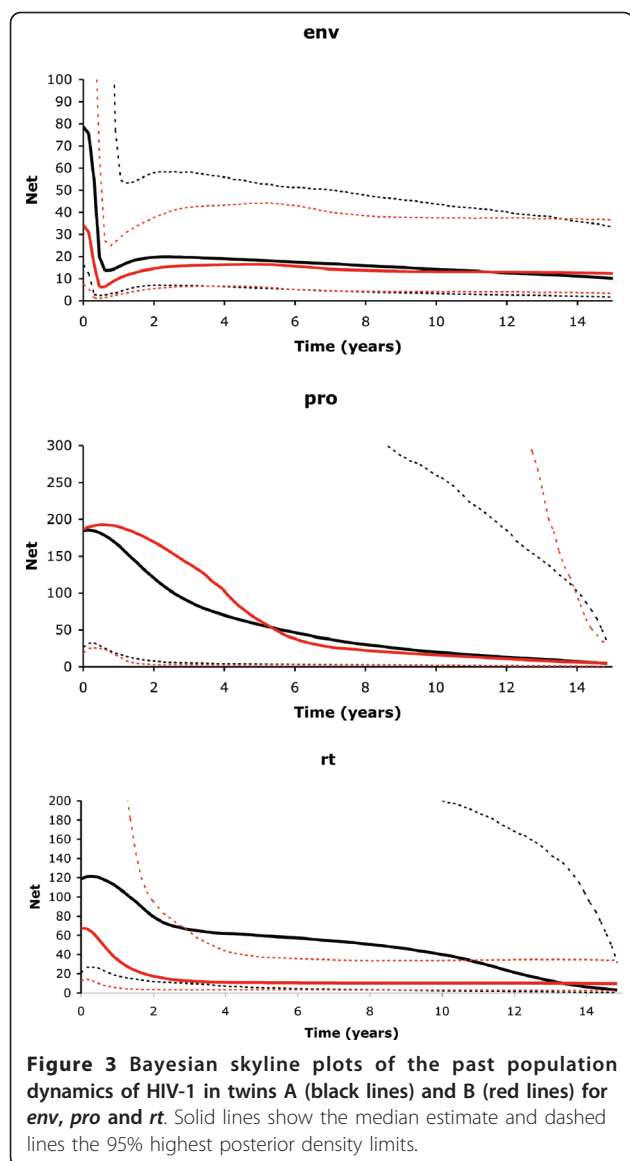 env
100
90
80
70
60
50
40
30
20
10
0
Net
0 2 4 6 8 10 12 14
Time (years)
pro
300
250
200
150
100
50
0
Net
0 2 4 6 8 10 12 14
Time (years)
rt
200
180
160
140
120
100
80
60
40
20
0
Net
0 2 4 6 8 10 12 14
Time (years)
Figure 3 Bayesian skyline plots of the past population
dynamics of HIV-1 in twins A (black lines) and B (red lines) for
env, pro and rt. Solid lines show the median estimate and dashed
lines the 95% highest posterior density limits.